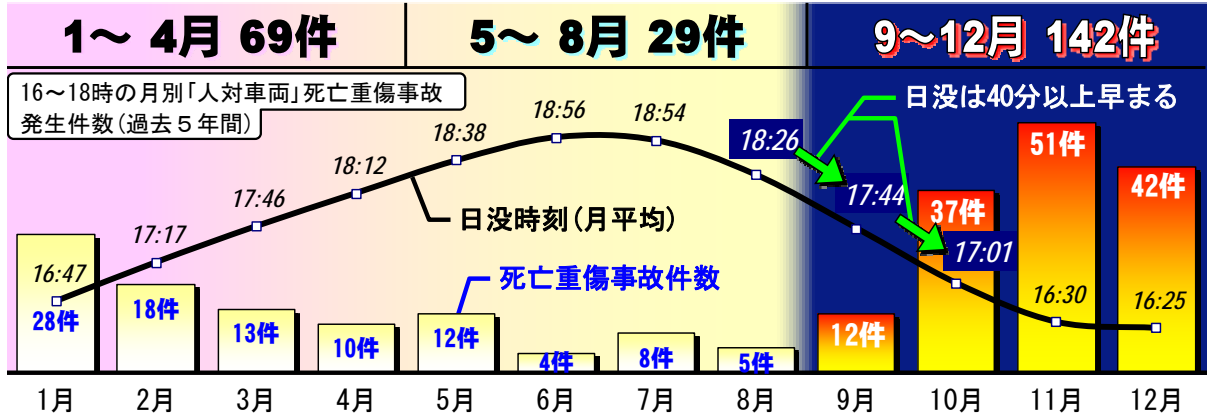 1～ 4月 69件
5～ 8月 29件
9～12月 142件
16～18時の月別「人対車両」死亡重傷事故
発生件数(過去５年間)
日没は40分以上早まる
16:47
17:17
17:46
18:12
18:38
18:56
18:54
18:26
17:44
17:01
16:30
16:25
日没時刻(月平均)
死亡重傷事故件数
28件
18件
13件
10件
12件
4件
8件
5件
12件
37件
51件
42件
1月
2月
3月
4月
5月
6月
7月
8月
9月
10月
11月
12月